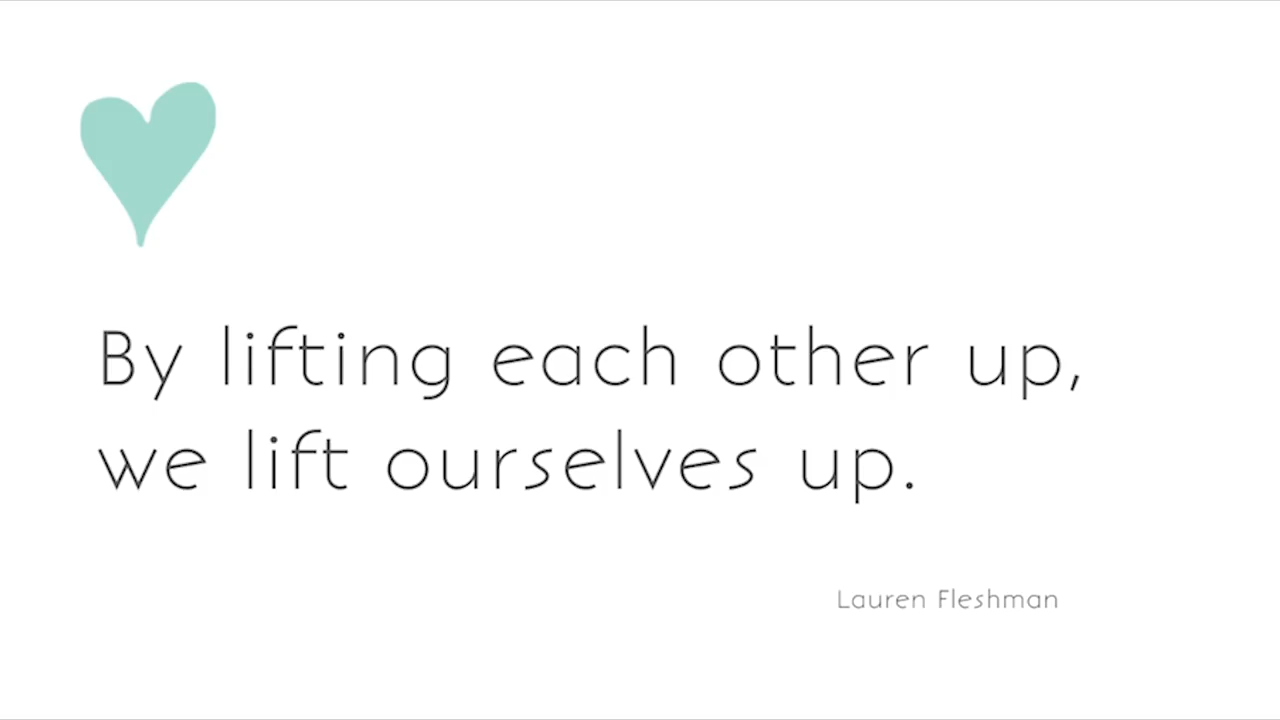 By lifting each other up,
we lift ourselves up.
Lauren Fleshman